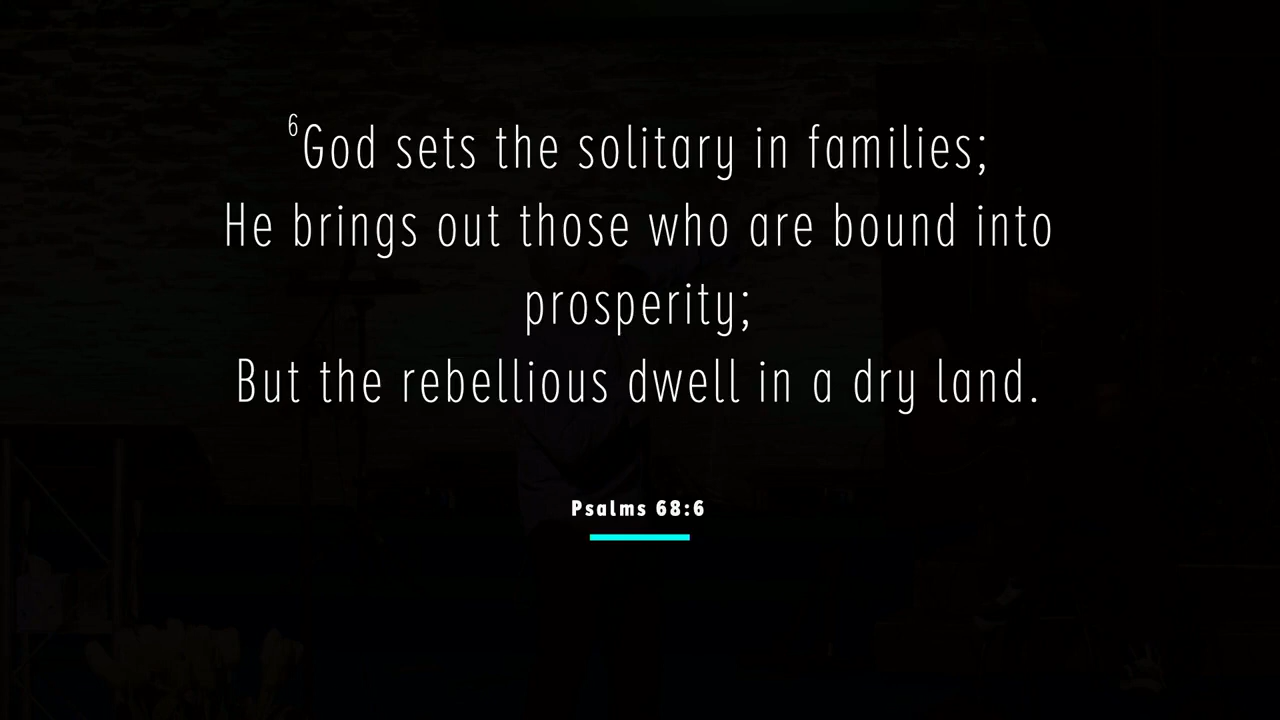 6God sets the solitary in families;
He brings out those who are bound into
prosperity;
But the rebellious dwell in a dry land.
Psalms 68:6